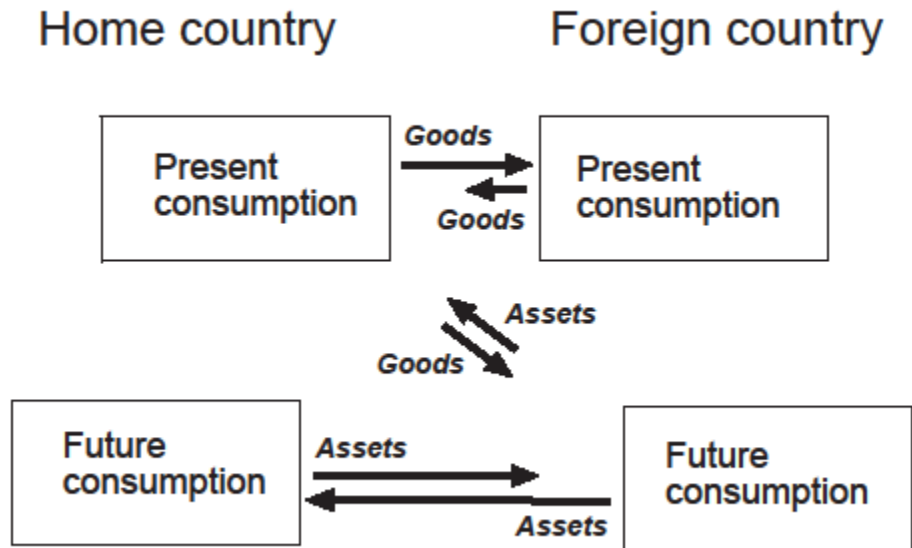 Home country
Foreign country
Goods
Present
consumption
Present
consumption
Goods
Assets
Goods
Future
consumption
Assets
Future
consumption
Assets